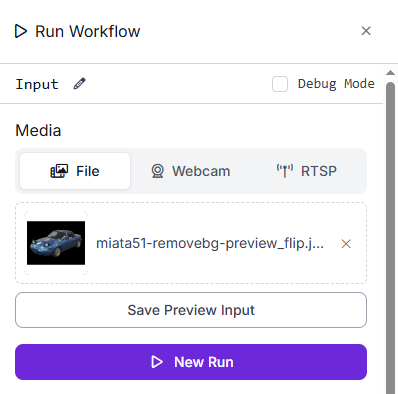 Run Workflow
Input
Debug Mode
Media
File
Webcam
RTSP
miata51-removebg-preview_flip.j...
Save Preview Input
New Run